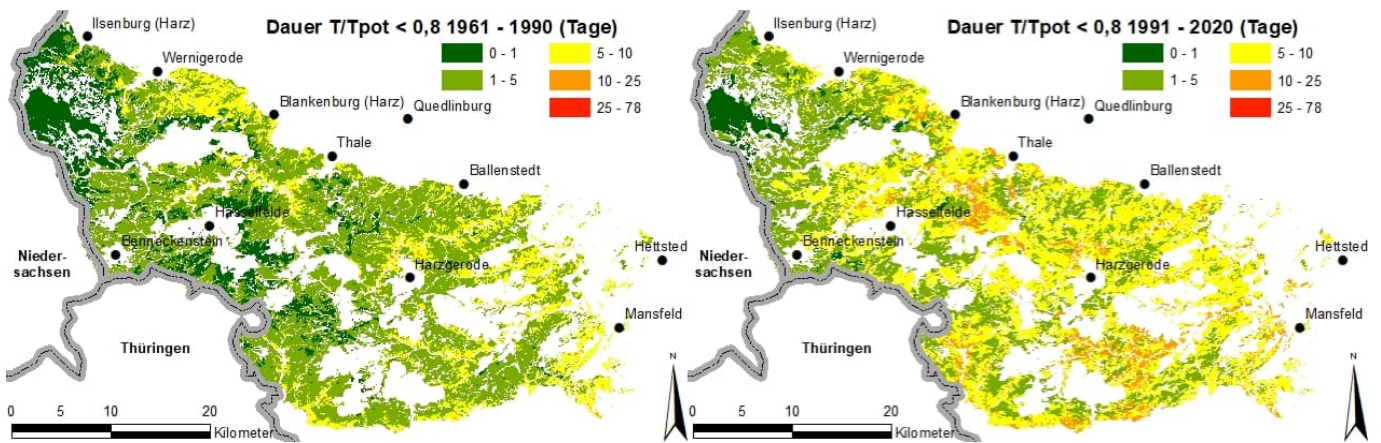 Ilsenburg (Harz)
Dauer T/Tpot < 0,8 1961 - 1990 (Tage)
0 - 1
5 - 10
Wernigerode
1 - 5
10 - 25
Blankenburg (Harz)
Quedlinburg
25 - 78
Thale
Ballenstedt
Hasselfelde
Benneckenstein
Nieder-
sachsen
Hettsted
Harzgerode
Mansfeld
Thüringen
N
0 5 10 20
Kilometer
Ilsenburg (Harz)
Dauer T/Tpot < 0,8 1991 - 2020 (Tage)
0 - 1
5 - 10
Wernigerode
1 - 5
10 - 25
Blankenburg (Harz)
Quedlinburg
25 - 78
Thale
Ballenstedt
Hasselfelde
Benneckenstein
Nieder-
sachsen
Hettsted
Harzgerode
Mansfeld
Thüringen
N
0 5 10 20
Kilometer